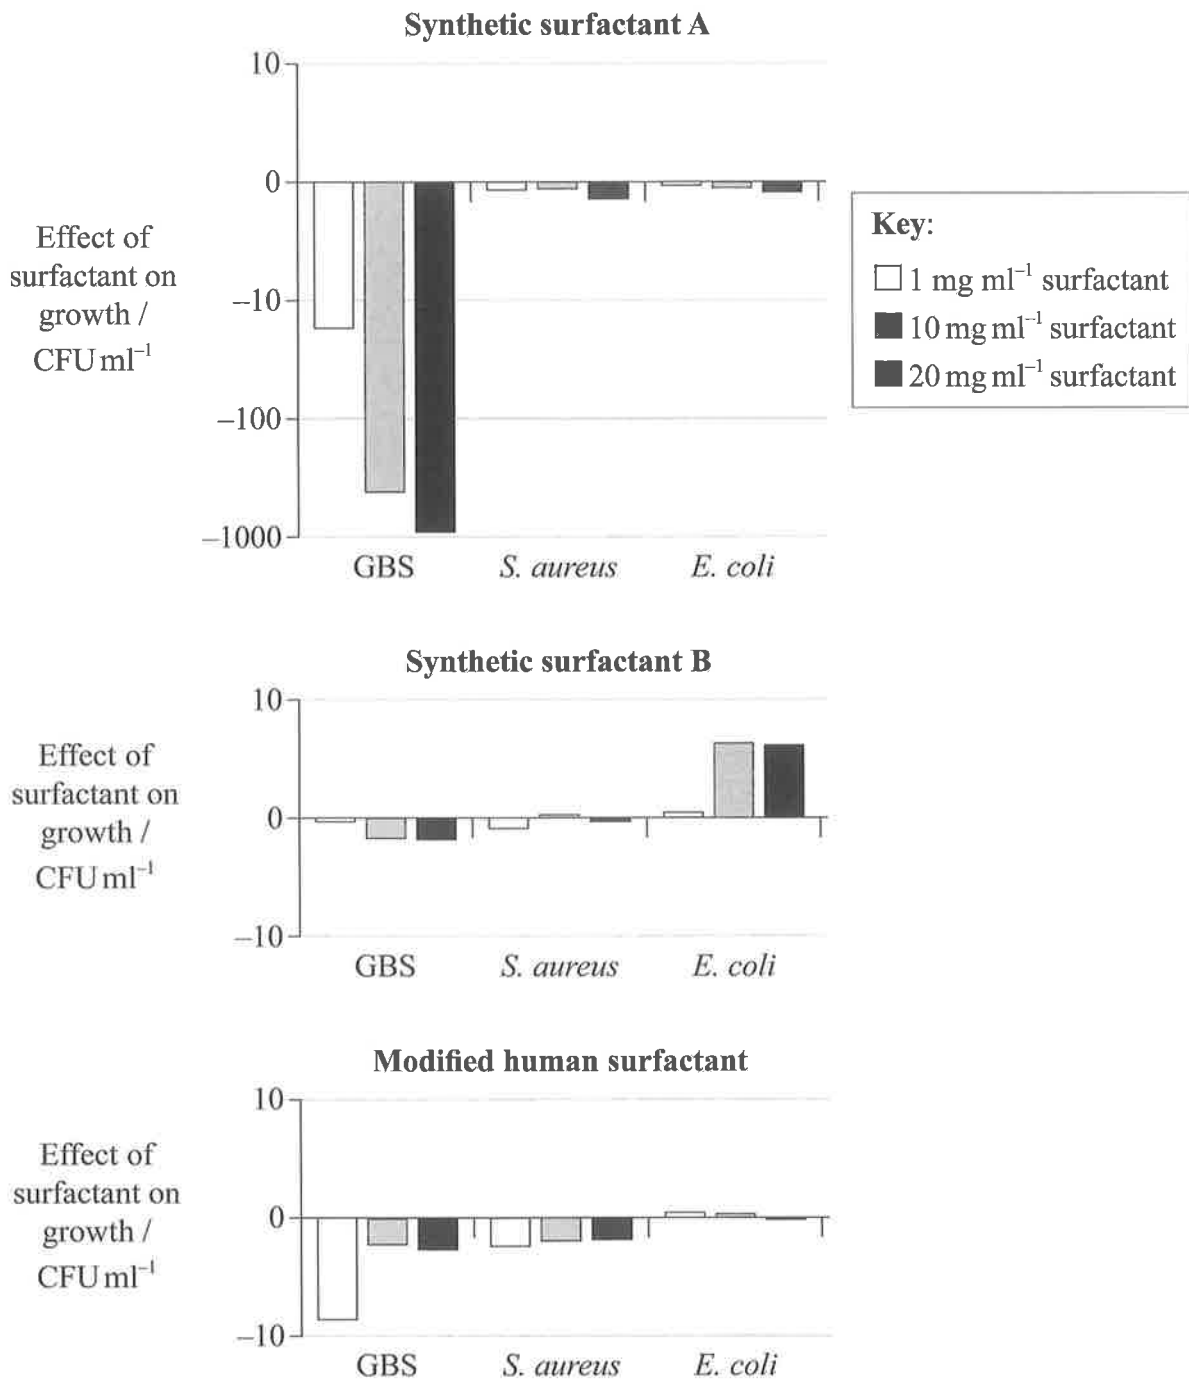 Synthetic surfactant A
10
0
–10
–100
–1000
Effect of
surfactant on
growth /
CFU ml⁻¹
GBS
S. aureus
E. coli
Key:
1 mg ml⁻¹ surfactant
10 mg ml⁻¹ surfactant
20 mg ml⁻¹ surfactant
Synthetic surfactant B
10
0
–10
Effect of
surfactant on
growth /
CFU ml⁻¹
GBS
S. aureus
E. coli
Modified human surfactant
10
0
–10
Effect of
surfactant on
growth /
CFU ml⁻¹
GBS
S. aureus
E. coli